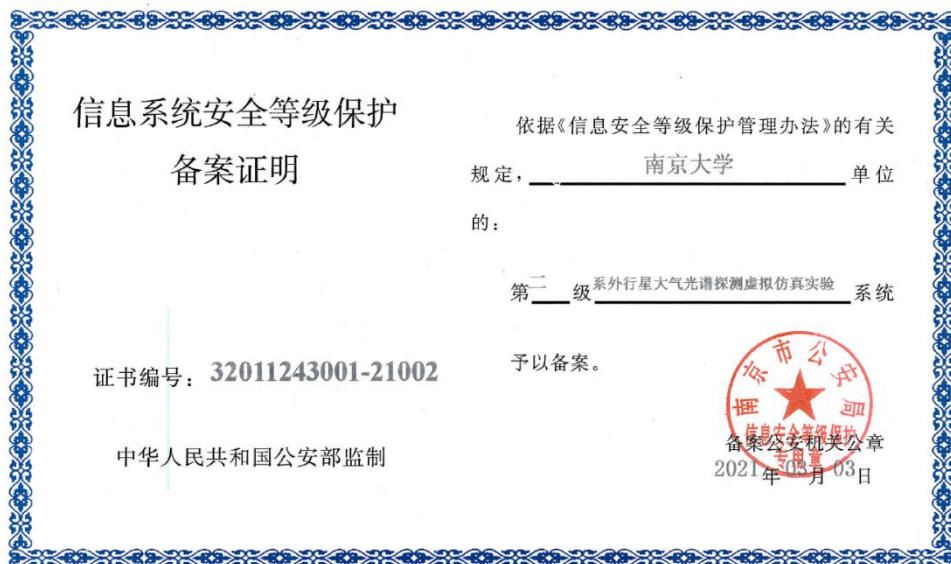 信息系统安全等级保护
备案证明
证书编号：32011243001-21002
中华人民共和国公安部监制
依据《信息安全等级保护管理办法》的有关
规定，南京大学单位
的：
第二级系外行星大气光谱探测虚拟仿真实验系统
予以备案。
南京市公安局
信息安全等级保护
专用章
备案公安机关公章
2021年03月03日